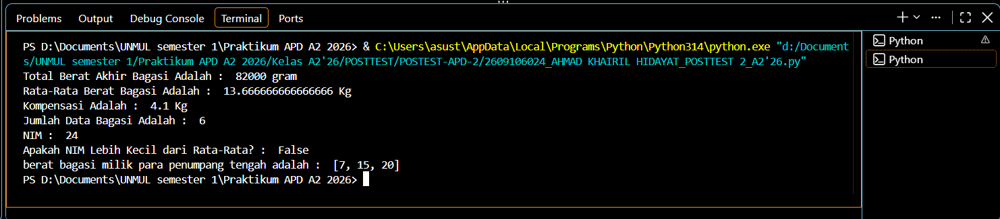 Problems Output Debug Console Terminal Ports
PS D:\Documents\UNMUL semester 1\Praktikum APD A2 2026> & C:\Users\asust\AppData\Local\Programs\Python\Python314\python.exe "d:/Document
s/UNMUL semester 1/Praktikum APD A2 2026/Kelas A2'26/POSTTEST/POSTEST-APD-2/2609106024_AHMAD KHAIRIL HIDAYAT_POSTTEST 2_A2'26.py"
Total Berat Akhir Bagasi Adalah :  82000 gram
Rata-Rata Berat Bagasi Adalah :  13.666666666666666 Kg
Kompensasi Adalah :  4.1 Kg
Jumlah Data Bagasi Adalah :  6
NIM :  24
Apakah NIM Lebih Kecil dari Rata-Rata? :  False
berat bagasi milik para penumpang tengah adalah :  [7, 15, 20]
PS D:\Documents\UNMUL semester 1\Praktikum APD A2 2026>
Python
Python